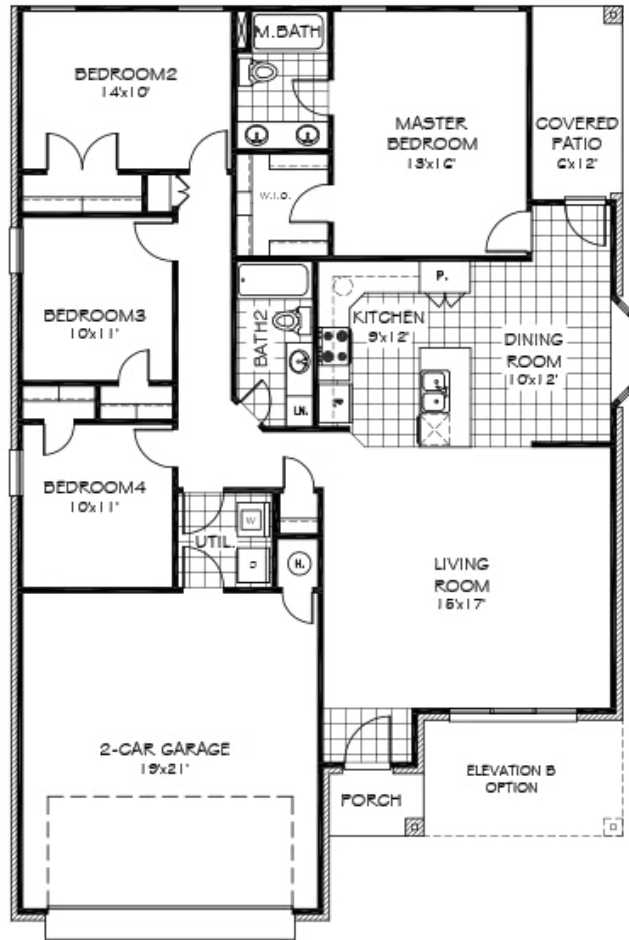 M.BATH
BEDROOM2
14'x10'
MASTER
BEDROOM
13'x16'
COVERED
PATIO
6'x12'
W.I.C.
P.
KITCHEN
9'x12'
BEDROOM3
10'x11'
BATH2
DINING
ROOM
10'x12'
R.
LN.
BEDROOM4
10'x11'
W
UTIL.
D
H.
LIVING
ROOM
15'x17'
2-CAR GARAGE
19'x21'
ELEVATION B
OPTION
PORCH